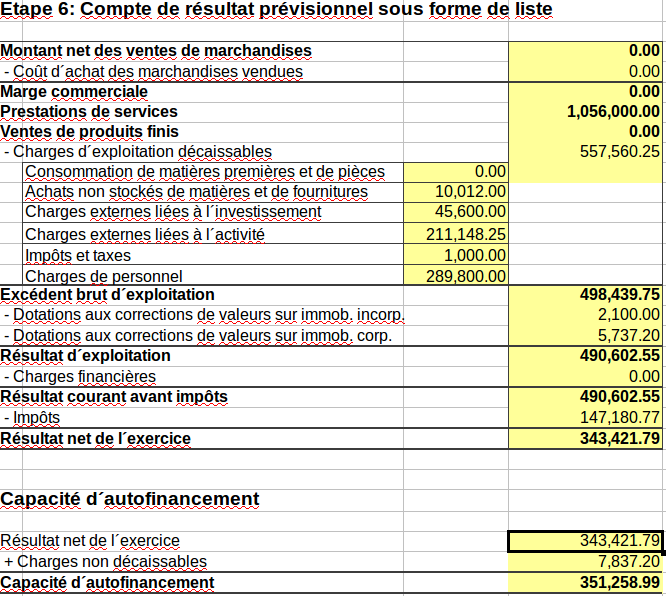 Etape 6: Compte de résultat prévisionnel sous forme de liste
Montant net des ventes de marchandises 0.00
- Coût d´achat des marchandises vendues 0.00
Marge commerciale 0.00
Prestations de services 1,056,000.00
Ventes de produits finis 0.00
- Charges d´exploitation décaissables 557,560.25
Consommation de matières premières et de pièces 0.00
Achats non stockés de matières et de fournitures 10,012.00
Charges externes liées à l´investissement 45,600.00
Charges externes liées à l´activité 211,148.25
Impôts et taxes 1,000.00
Charges de personnel 289,800.00
Excédent brut d´exploitation 498,439.75
- Dotations aux corrections de valeurs sur immob. incorp. 2,100.00
- Dotations aux corrections de valeurs sur immob. corp. 5,737.20
Résultat d´exploitation 490,602.55
- Charges financières 0.00
Résultat courant avant impôts 490,602.55
- Impôts 147,180.77
Résultat net de l´exercice 343,421.79
Capacité d´autofinancement
Résultat net de l´exercice 343,421.79
+ Charges non décaissables 7,837.20
Capacité d´autofinancement 351,258.99